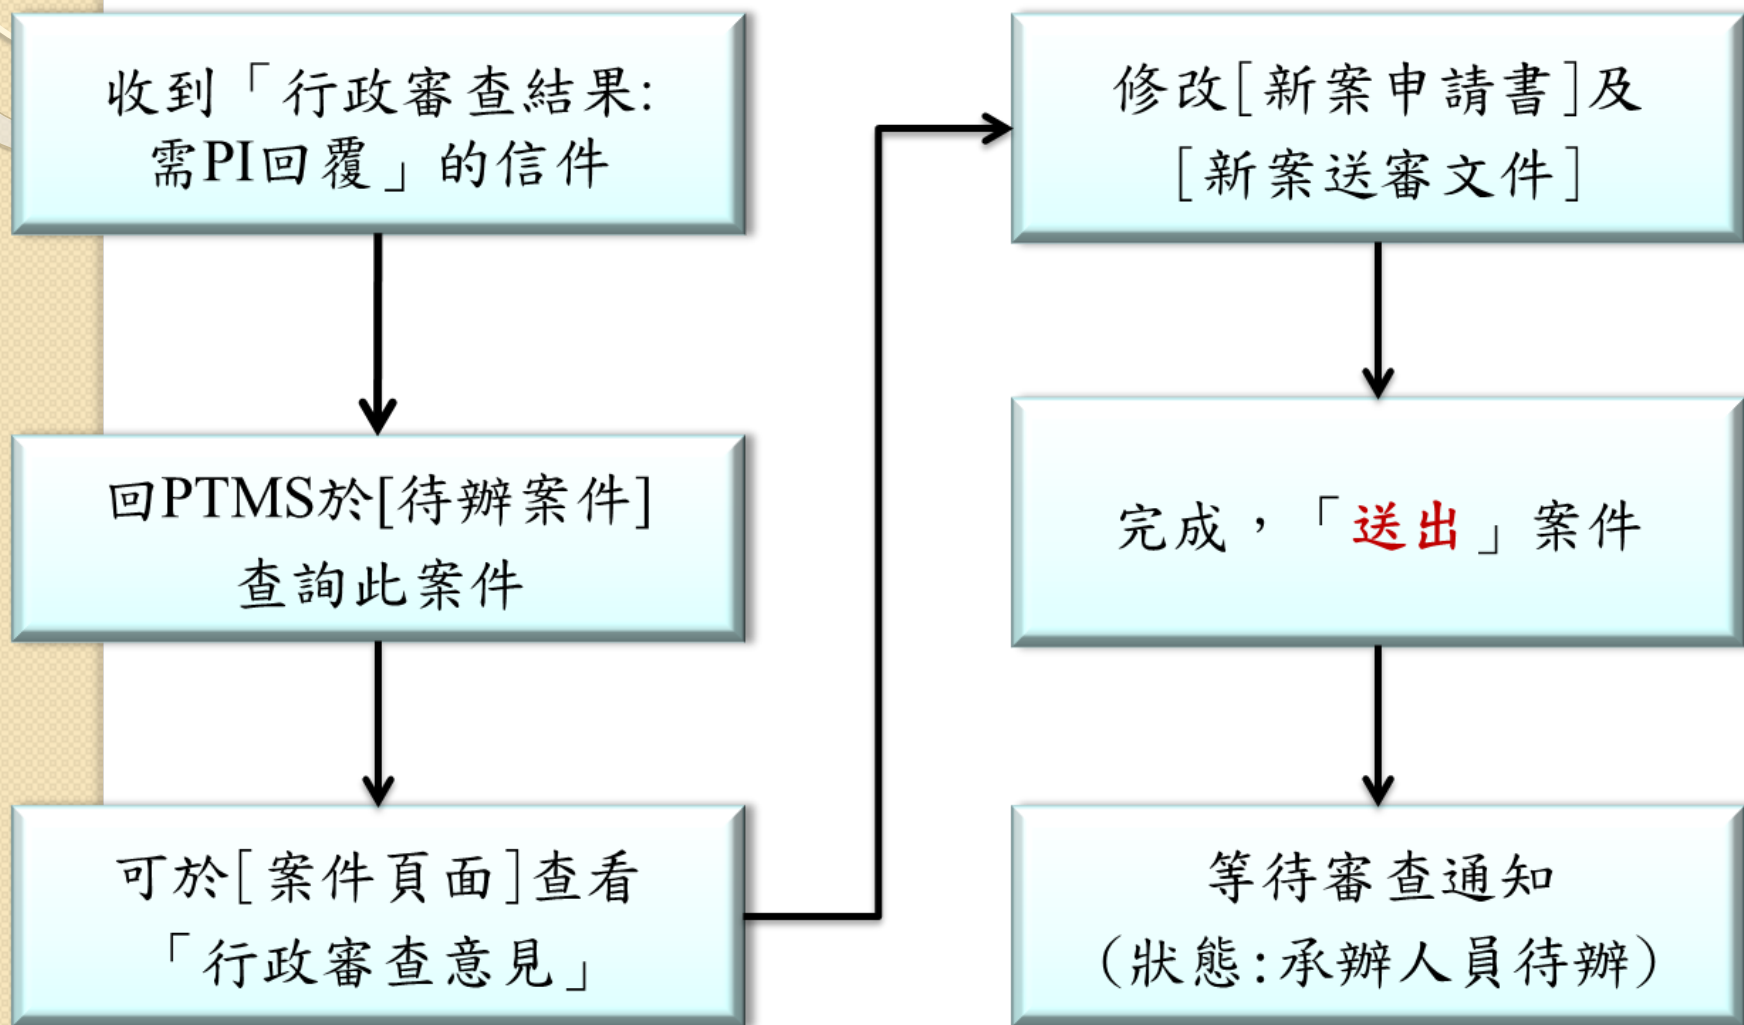 收到「行政審查結果:
需PI回覆」的信件
回PTMS於[待辦案件]
查詢此案件
可於[案件頁面]查看
「行政審查意見」
修改[新案申請書]及
[新案送審文件]
完成，「送出」案件
等待審查通知
(狀態:承辦人員待辦)